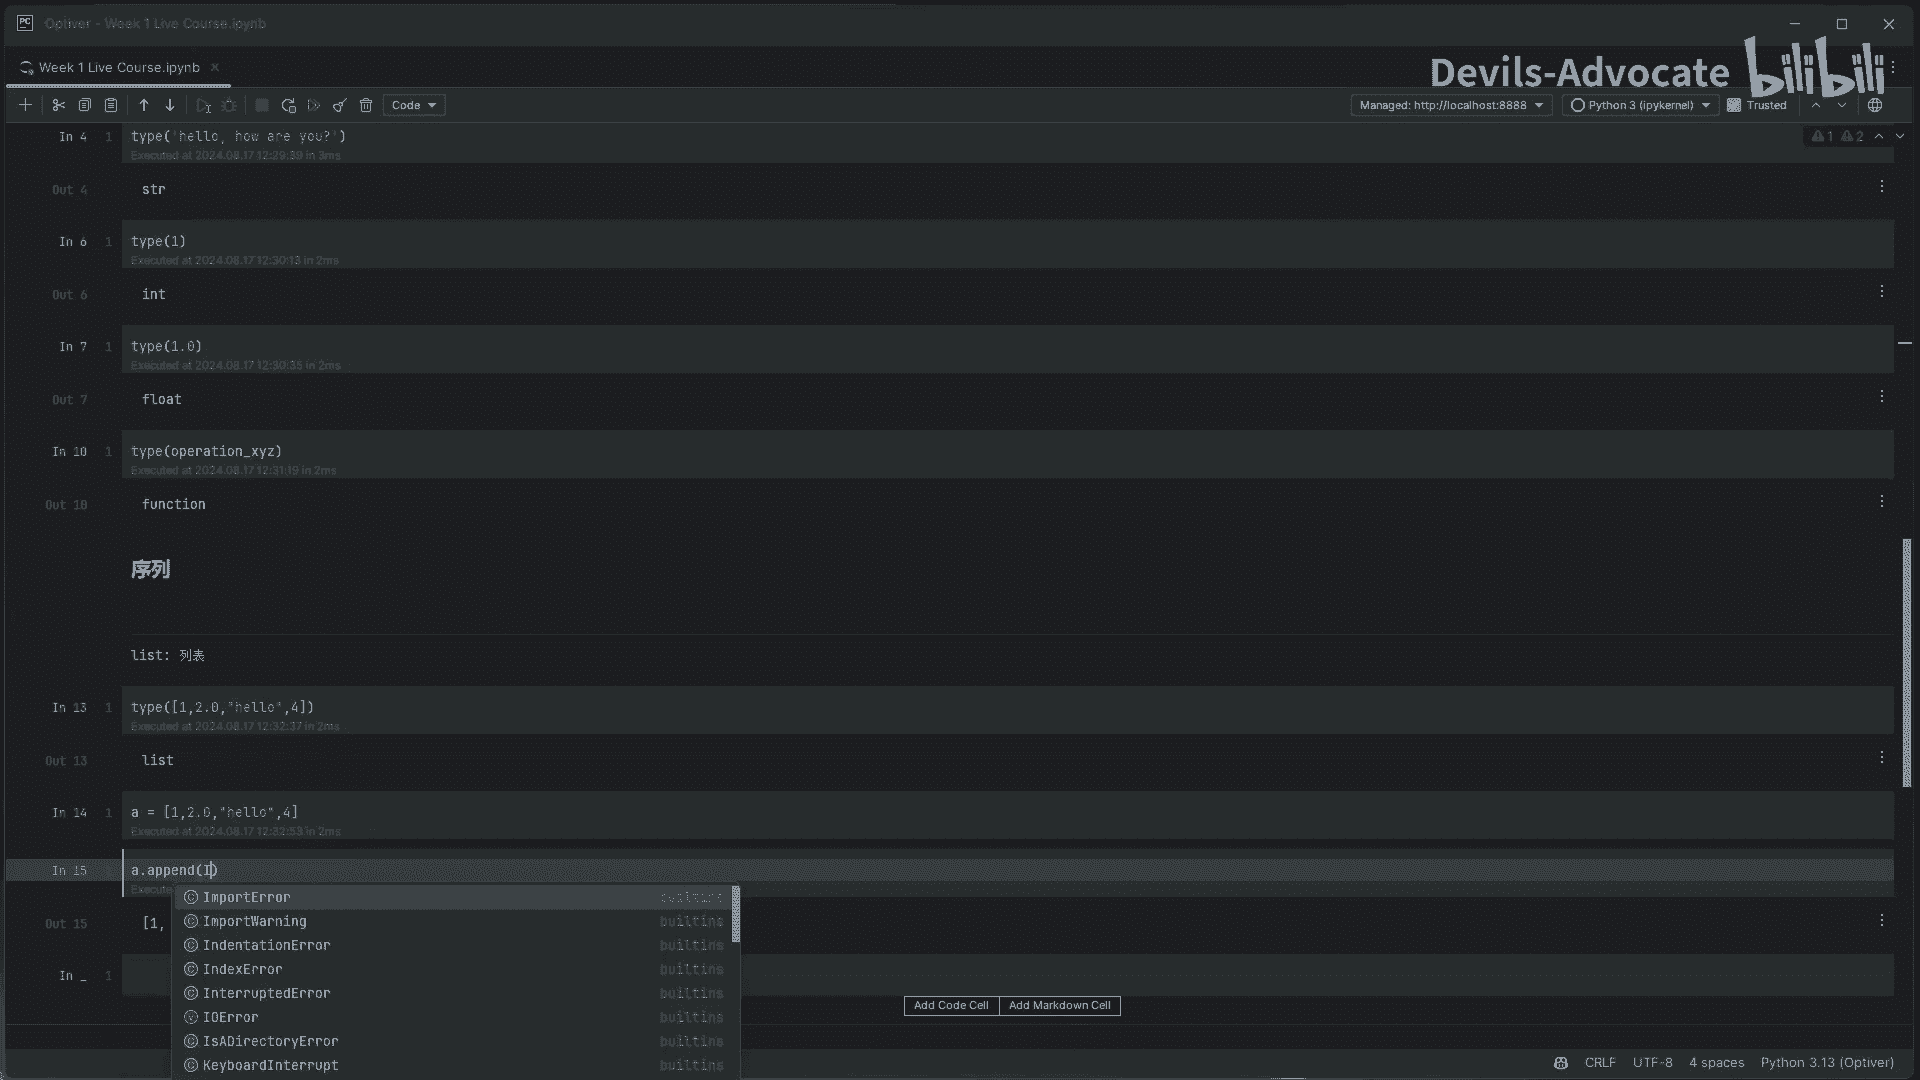 Optiver - Week 1 Live Course.ipynb
Week 1 Live Course.ipynb
Devils-Advocate bilibili
Code
Managed: http://localhost:8888
Python 3 (ipykernel)
Trusted
In 4 1 type('hello, how are you?')
1 2
Executed at 2024.08.17 12:29:39 in 3ms
Out 4 str
In 6 1 type(1)
Executed at 2024.08.17 12:30:13 in 2ms
Out 6 int
In 7 1 type(1.0)
Executed at 2024.08.17 12:30:35 in 2ms
Out 7 float
In 10 1 type(operation_xyz)
Executed at 2024.08.17 12:31:19 in 2ms
Out 10 function
序列
list: 列表
In 13 1 type([1,2.0,"hello",4])
Executed at 2024.08.17 12:32:37 in 2ms
Out 13 list
In 14 1 a = [1,2.0,"hello",4]
Executed at 2024.08.17 12:32:53 in 2ms
In 15 a.append(I)
Execute
ImportError builtins
ImportWarning builtins
Out 15 [1,
IndentationError builtins
IndexError builtins
In _ 1
InterruptedError builtins
Add Code Cell Add Markdown Cell
IOError builtins
IsADirectoryError builtins
KeyboardInterrupt builtins
CRLF UTF-8 4 spaces Python 3.13 (Optiver)